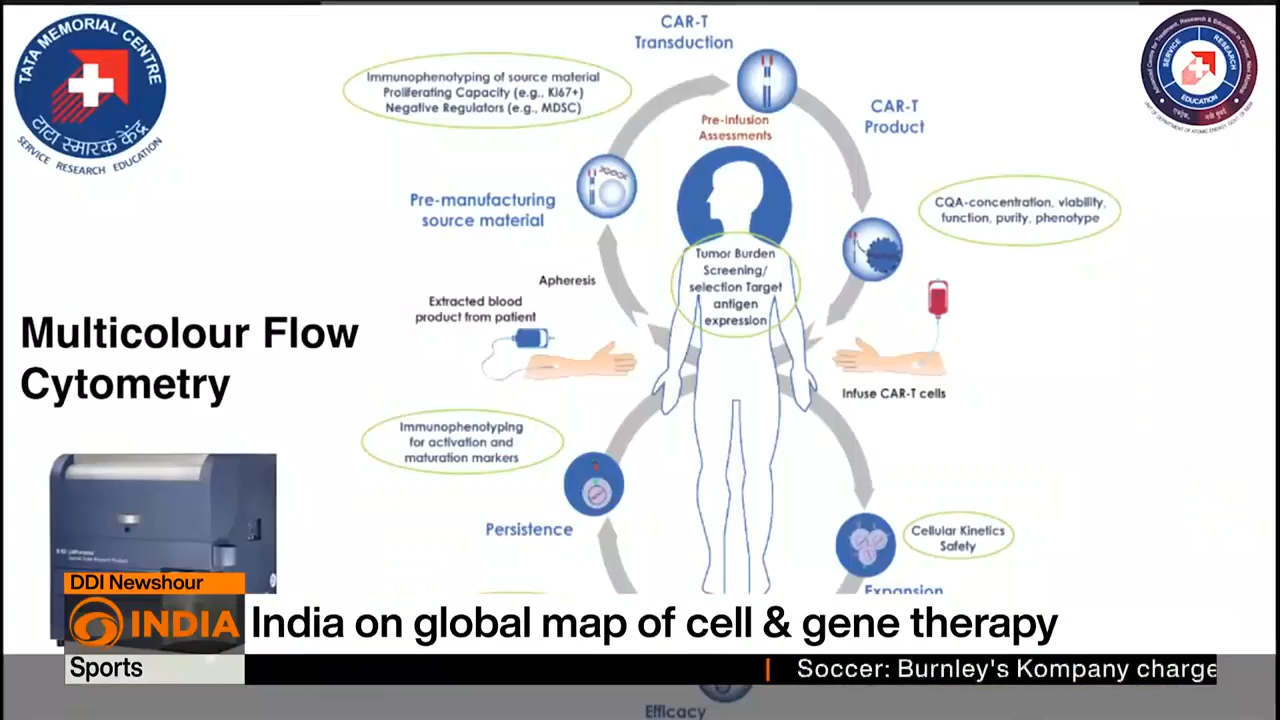 TATA MEMORIAL CENTRE
टाटा स्मारक केंद्र
SERVICE RESEARCH EDUCATION
CAR-T
Transduction
Immunophenotyping of source material
Proliferating Capacity (e.g., Ki67+)
Negative Regulators (e.g., MDSC)
Pre-Infusion
Assessments
CAR-T
Product
SERVICE
RESEARCH
EDUCATION
Pre-manufacturing
source material
CQA-concentration, viability,
function, purity, phenotype
Tumor Burden
Screening/
selection Target
antigen
expression
Apheresis
Extracted blood
product from patient
Multicolour Flow
Cytometry
Infuse CAR-T cells
Immunophenotyping
for activation and
maturation markers
Persistence
Cellular Kinetics
Safety
Expansion
DDI Newshour
INDIA
India on global map of cell & gene therapy
Sports
| Soccer: Burnley's Kompany charge
Efficacy